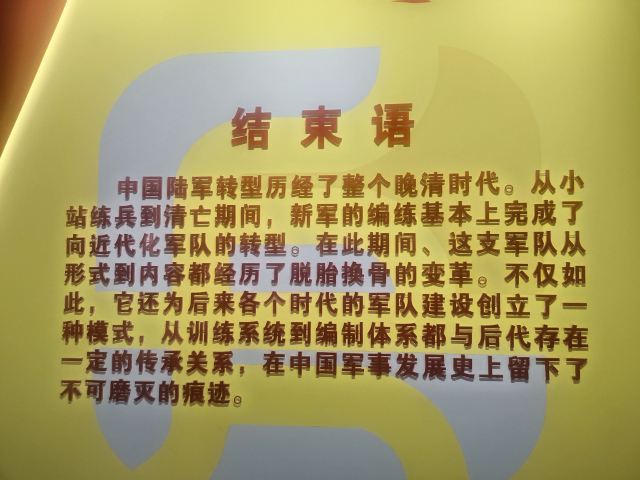 结束语
中国陆军转型历经了整个晚清时代。从小
站练兵到清亡期间，新军的编练基本上完成了
向近代化军队的转型。在此期间、这支军队从
形式到内容都经历了脱胎换骨的变革。不仅如
此，它还为后来各个时代的军队建设创立了一
种模式，从训练系统到编制体系都与后代存在
一定的传承关系，在中国军事发展史上留下了
不可磨灭的痕迹。